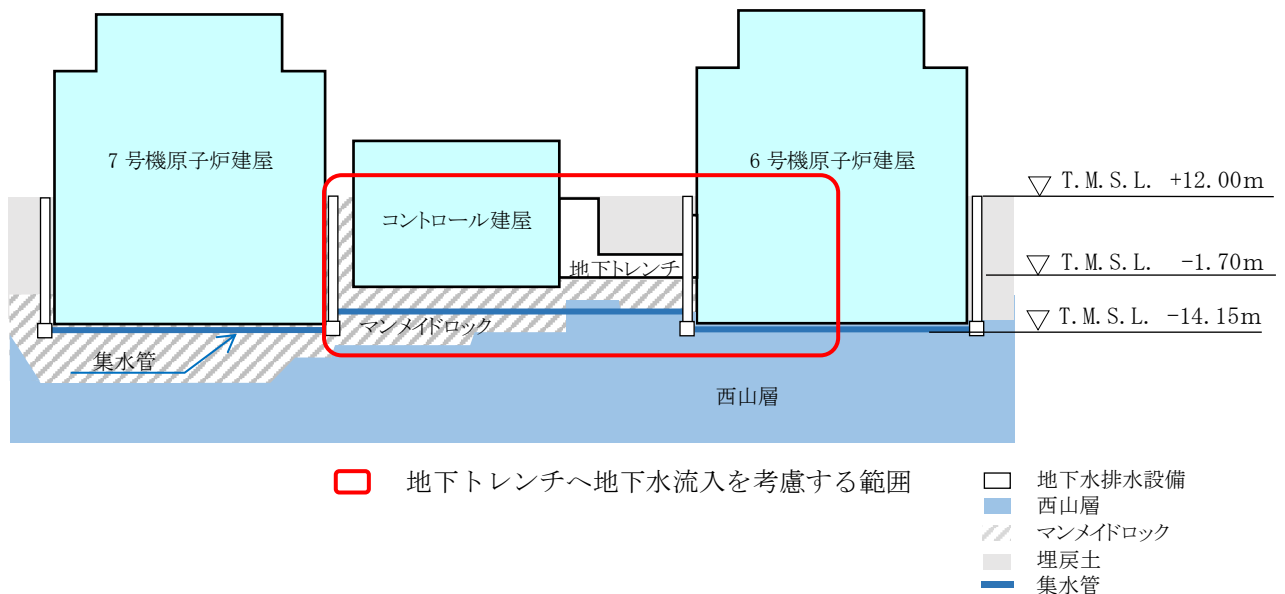 7 号機原子炉建屋
6 号機原子炉建屋
T.M.S.L. +12.00m
コントロール建屋
地下トレンチ
T.M.S.L. −1.70m
マンメイドロック
T.M.S.L. −14.15m
集水管
西山層
地下トレンチへ地下水流入を考慮する範囲
地下水排水設備
西山層
マンメイドロック
埋戻土
集水管